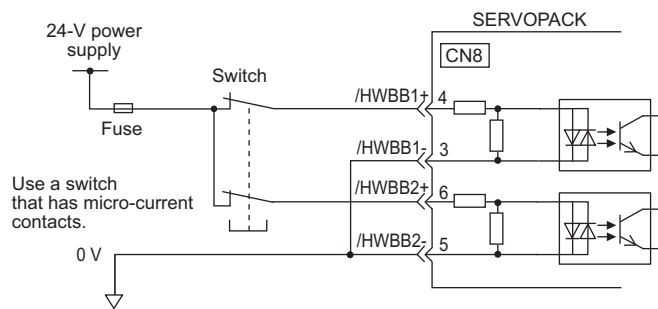 SERVOPACK
24-V power
supply
CN8
Switch
/HWBB1+ 4
Fuse
/HWBB1- 3
Use a switch
that has micro-current
contacts.
/HWBB2+ 6
0 V
/HWBB2- 5